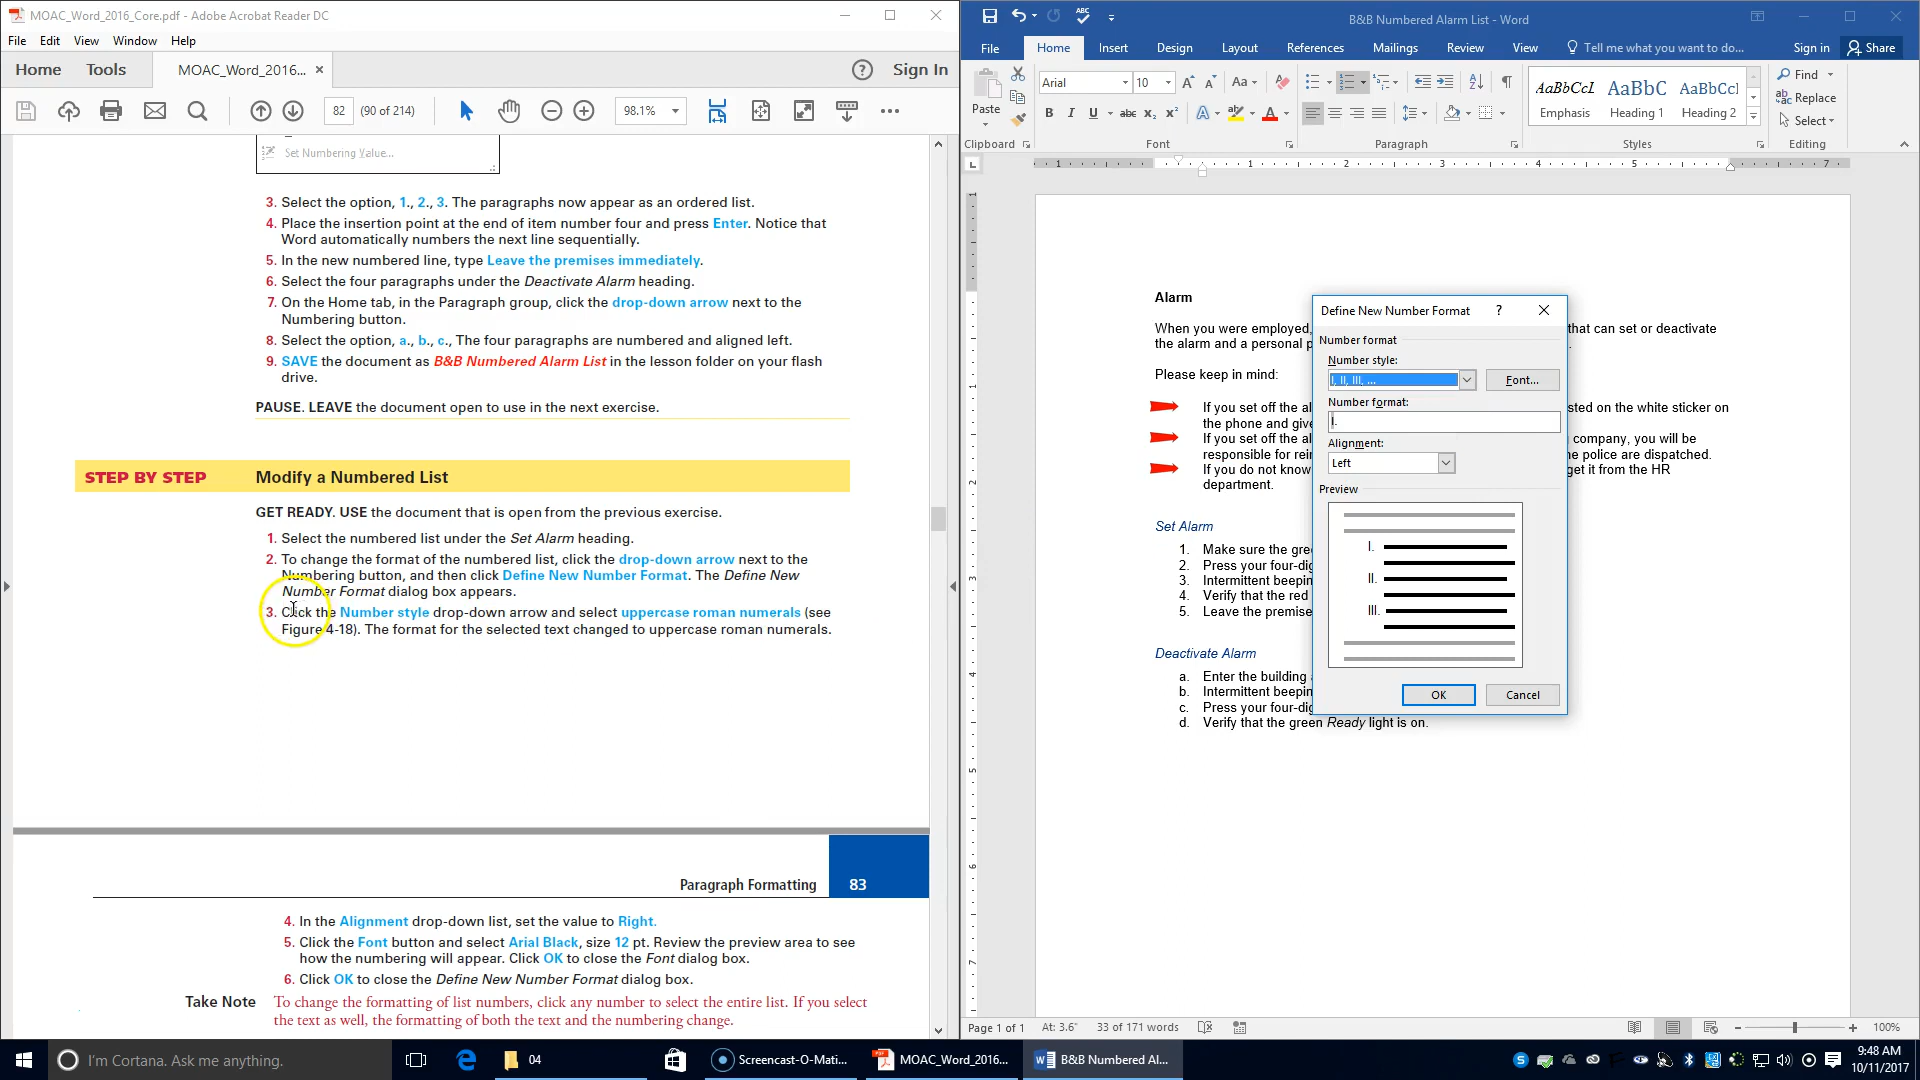 MOAC_Word_2016_Core.pdf - Adobe Acrobat Reader DC
File Edit View Window Help
Home Tools MOAC_Word_2016... × Sign In
82 (90 of 214) 98.1%
Set Numbering Value...
3. Select the option, 1., 2., 3. The paragraphs now appear as an ordered list.
4. Place the insertion point at the end of item number four and press Enter. Notice that
Word automatically numbers the next line sequentially.
5. In the new numbered line, type Leave the premises immediately.
6. Select the four paragraphs under the Deactivate Alarm heading.
7. On the Home tab, in the Paragraph group, click the drop-down arrow next to the
Numbering button.
8. Select the option, a., b., c., The four paragraphs are numbered and aligned left.
9. SAVE the document as B&B Numbered Alarm List in the lesson folder on your flash
drive.
PAUSE. LEAVE the document open to use in the next exercise.
STEP BY STEP Modify a Numbered List
GET READY. USE the document that is open from the previous exercise.
1. Select the numbered list under the Set Alarm heading.
2. To change the format of the numbered list, click the drop-down arrow next to the
Numbering button, and then click Define New Number Format. The Define New
Number Format dialog box appears.
3. Click the Number style drop-down arrow and select uppercase roman numerals (see
Figure 4-18). The format for the selected text changed to uppercase roman numerals.
Paragraph Formatting 83
4. In the Alignment drop-down list, set the value to Right.
5. Click the Font button and select Arial Black, size 12 pt. Review the preview area to see
how the numbering will appear. Click OK to close the Font dialog box.
6. Click OK to close the Define New Number Format dialog box.
Take Note To change the formatting of list numbers, click any number to select the entire list. If you select
the text as well, the formatting of both the text and the numbering change.
B&B Numbered Alarm List - Word
File Home Insert Design Layout References Mailings Review View Tell me what you want to do... Sign in Share
Paste Arial 10 Aa
B I U abc x₂ x² A
AaBbCcI AaBbC AaBbCcI
Emphasis Heading 1 Heading 2
Find
Replace
Select
Clipboard Font Paragraph Styles Editing
1 1 2 3 4 5 7
Alarm
When you were employed, that can set or deactivate
the alarm and a personal p
Please keep in mind:
If you set off the al sted on the white sticker on
the phone and give
If you set off the al company, you will be
responsible for rei he police are dispatched.
If you do not know get it from the HR
department.
Set Alarm
1. Make sure the gre
2. Press your four-dig
3. Intermittent beepin
4. Verify that the red
5. Leave the premise
Deactivate Alarm
a. Enter the building
b. Intermittent beepin
c. Press your four-dig
d. Verify that the green Ready light is on.
Define New Number Format ?
Number format
Number style:
I, II, III, ... Font...
Number format:
I.
Alignment:
Left
Preview
I.
II.
III.
OK Cancel
Page 1 of 1 At: 3.6" 33 of 171 words 100%
I'm Cortana. Ask me anything. 04 Screencast-O-Mati... MOAC_Word_2016... B&B Numbered Al...
9:48 AM
10/11/2017